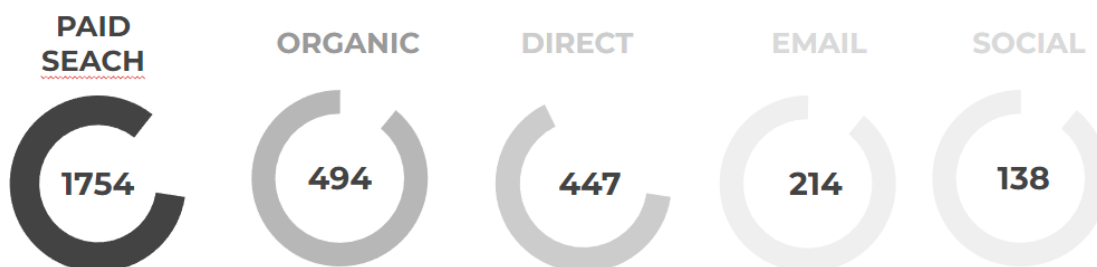 PAID
SEACH
ORGANIC
DIRECT
EMAIL
SOCIAL
1754
494
447
214
138